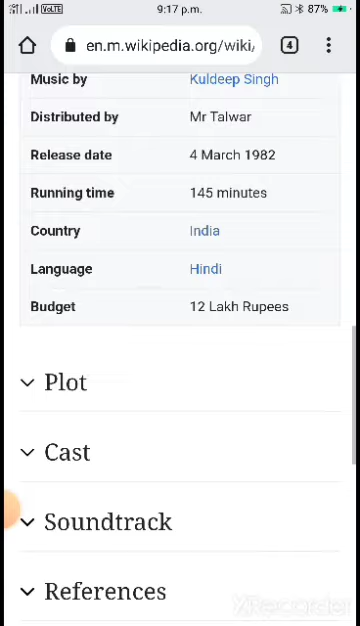 VoLTE 9:17 p.m. 87%
en.m.wikipedia.org/wiki/ 4
Music by Kuldeep Singh
Distributed by Mr Talwar
Release date 4 March 1982
Running time 145 minutes
Country India
Language Hindi
Budget 12 Lakh Rupees
Plot
Cast
Soundtrack
References
XRecorder